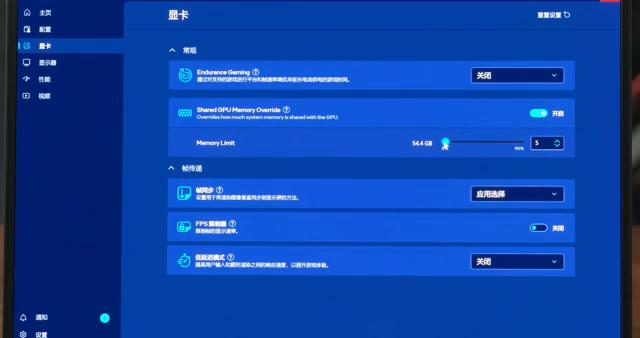 主页
配置
显卡
显示器
性能
视频
通知
设置
显卡
重置设置
常规
Endurance Gaming
通过对支持的游戏进行平台和帧速率调优来延长电池供电的游戏时间。
关闭
Shared GPU Memory Override
Overrides how much system memory is shared with the GPU.
开启
Memory Limit
54.4 GB
95%
5
帧传递
帧同步
设置用于将渲染图像垂直同步到显示屏的方法。
应用选择
FPS 限制器
限制帧的显示速率。
关闭
低延迟模式
提高用户输入和图形渲染之间的响应速度，以提升游戏体验。
关闭